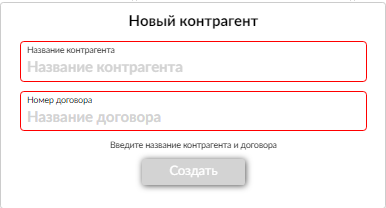 Новый контрагент
Название контрагента
Название контрагента
Номер договора
Название договора
Введите название контрагента и договора
Создать